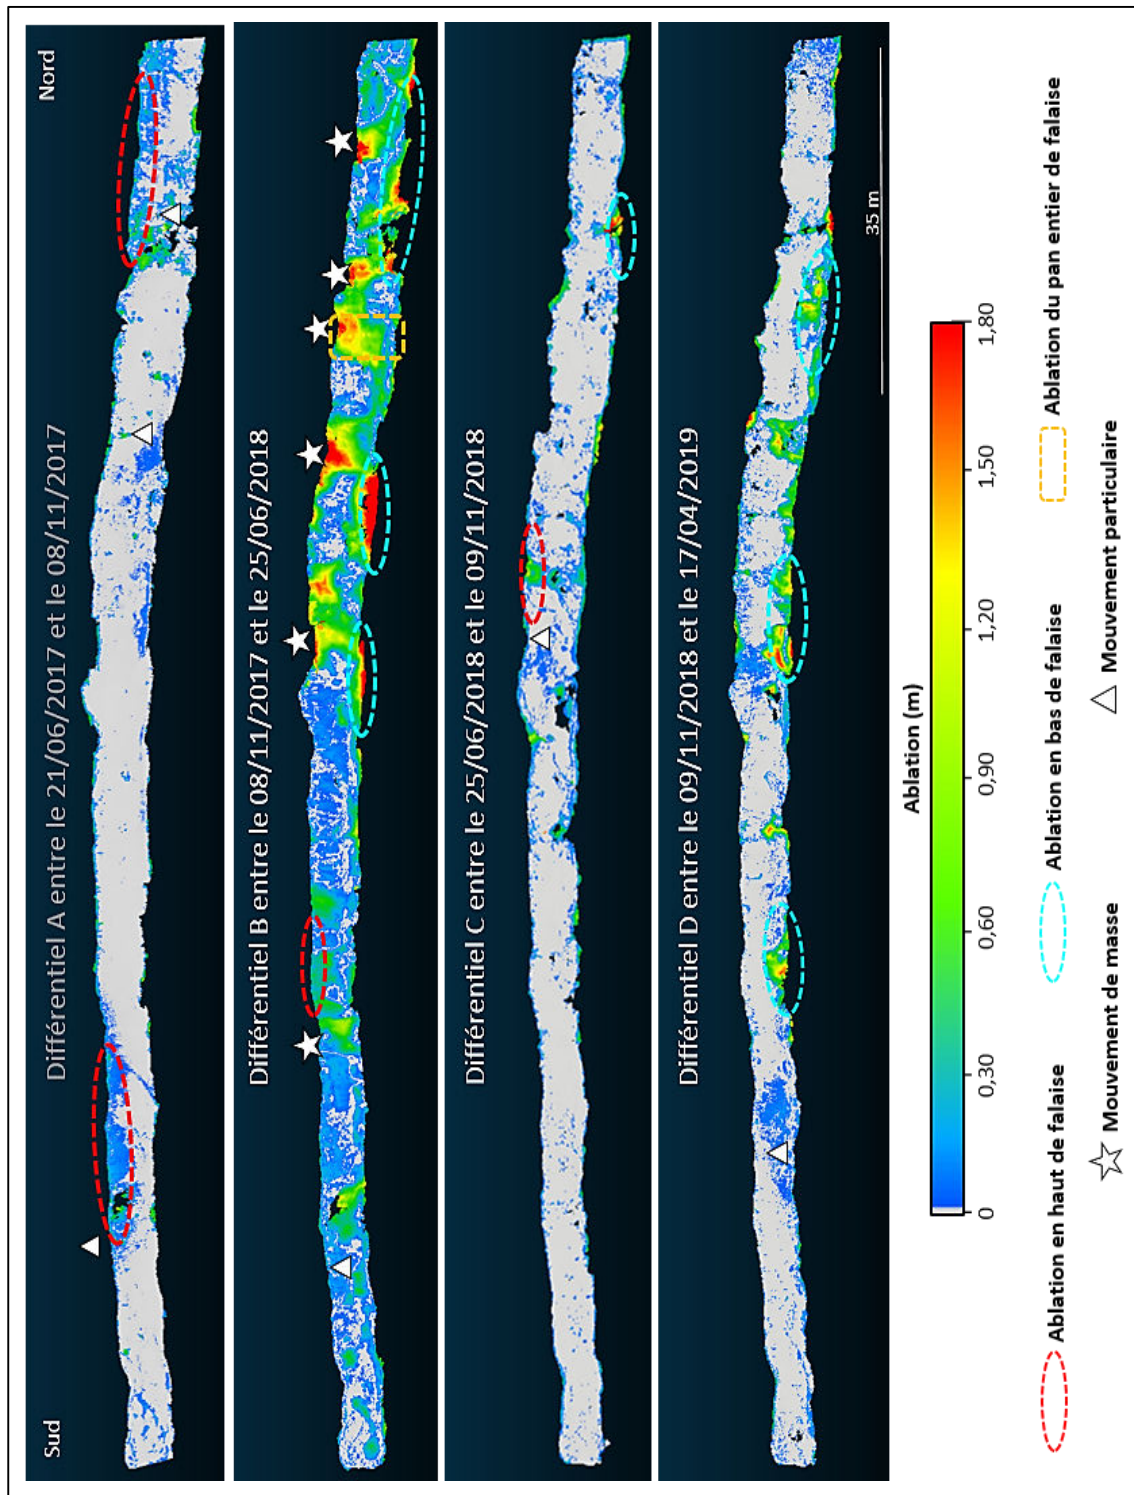 Sud
Nord
Différentiel A entre le 21/06/2017 et le 08/11/2017
Différentiel B entre le 08/11/2017 et le 25/06/2018
Différentiel C entre le 25/06/2018 et le 09/11/2018
Différentiel D entre le 09/11/2018 et le 17/04/2019
35 m
Ablation (m)
0 0,30 0,60 0,90 1,20 1,50 1,80
Ablation en haut de falaise
Ablation en bas de falaise
Ablation du pan entier de falaise
Mouvement de masse
Mouvement particulaire